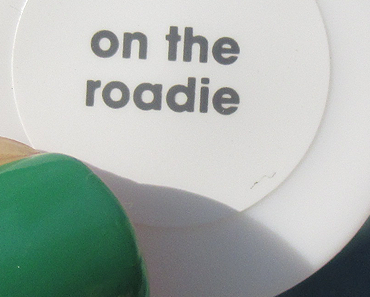 on the
roadie